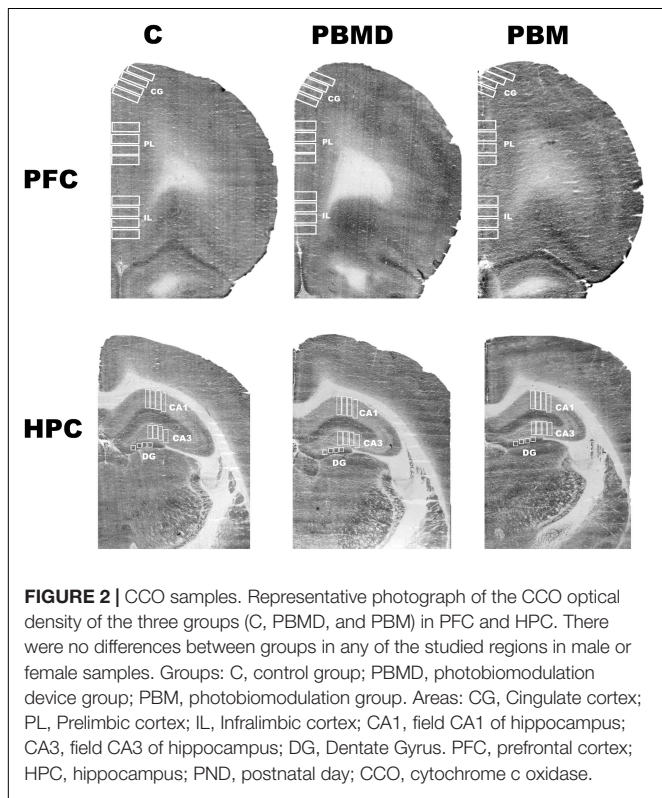 C PBMD PBM
CG CG CG
PL PL PL
PFC
IL IL IL
CA1 CA1 CA1
HPC
CA3 CA3 CA3
DG DG DG
FIGURE 2 | CCO samples. Representative photograph of the CCO optical
density of the three groups (C, PBMD, and PBM) in PFC and HPC. There
were no differences between groups in any of the studied regions in male or
female samples. Groups: C, control group; PBMD, photobiomodulation
device group; PBM, photobiomodulation group. Areas: CG, Cingulate cortex;
PL, Prelimbic cortex; IL, Infralimbic cortex; CA1, field CA1 of hippocampus;
CA3, field CA3 of hippocampus; DG, Dentate Gyrus. PFC, prefrontal cortex;
HPC, hippocampus; PND, postnatal day; CCO, cytochrome c oxidase.